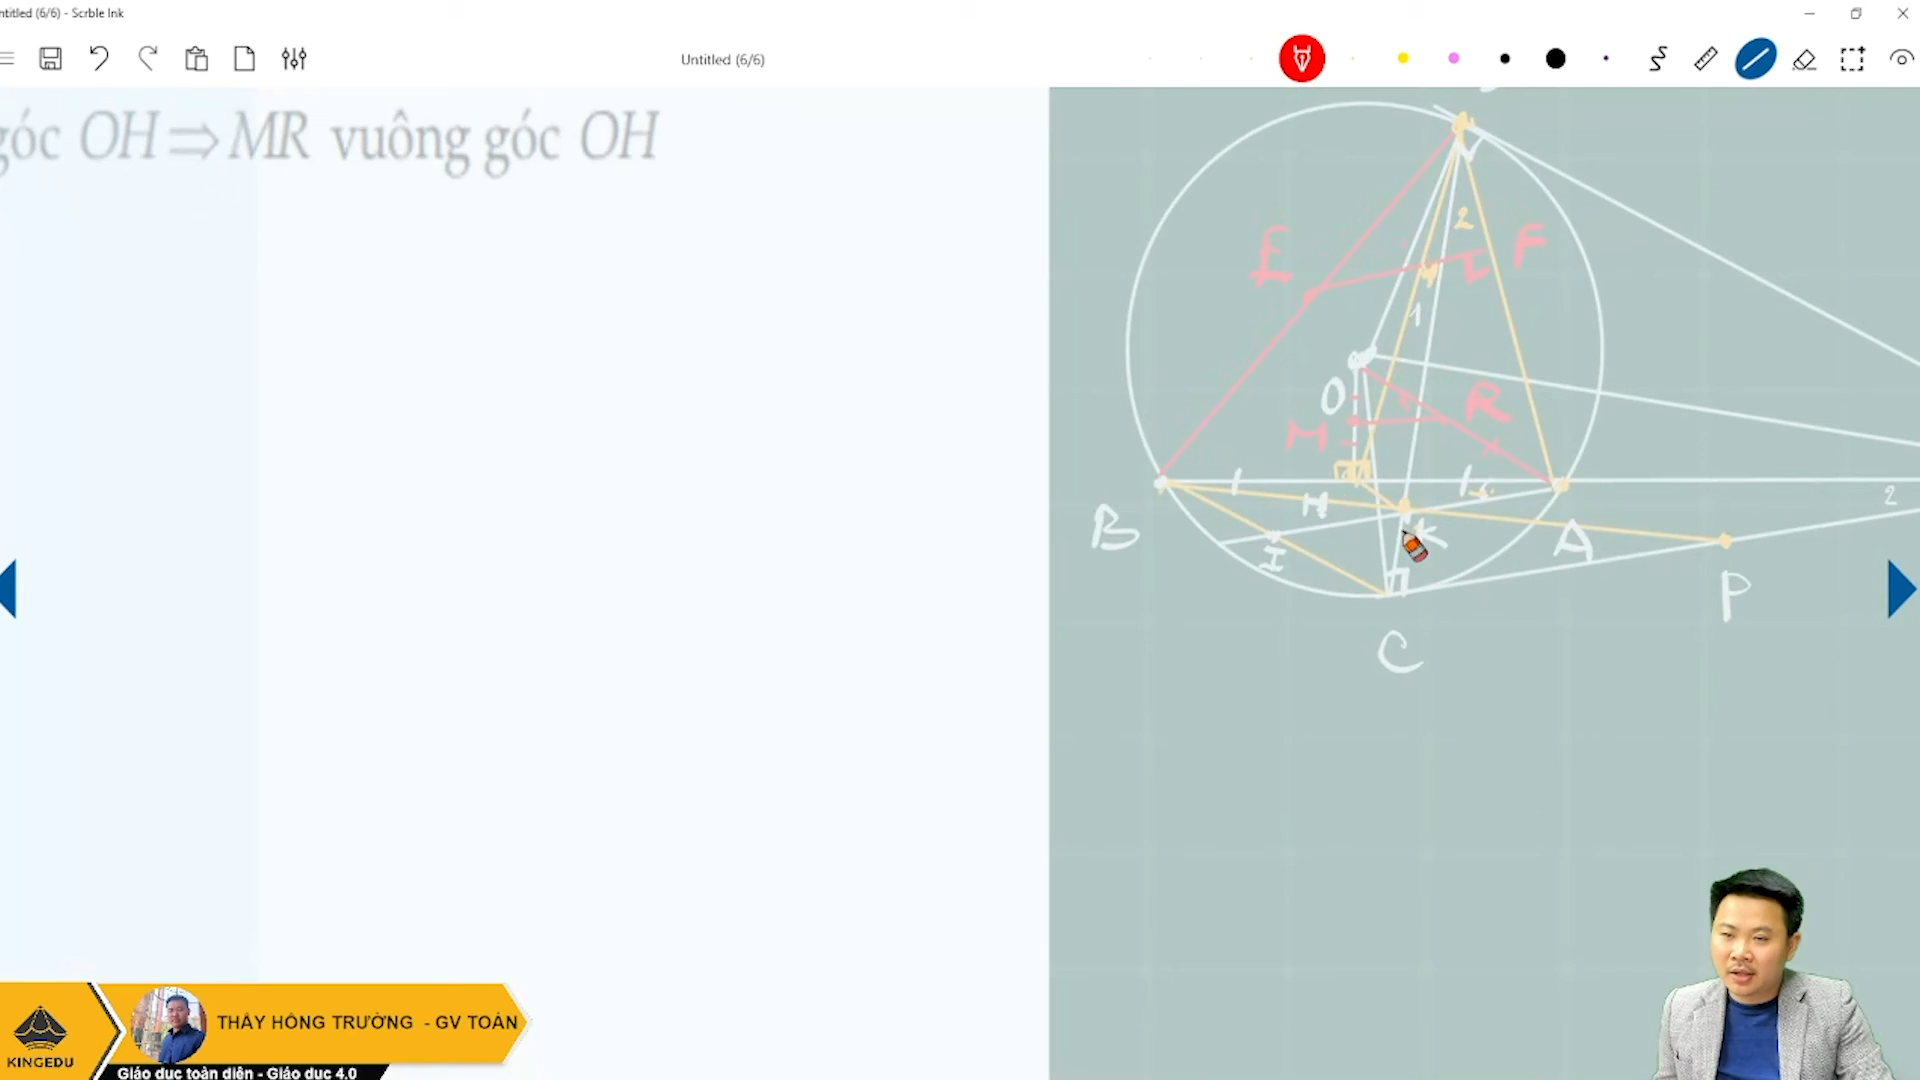 ntitled (6/6) - Scrble Ink
Untitled (6/6)
góc OH ⇒ MR vuông góc OH
2
E
F
1
O
R
M
2
B
H
K
A
I
P
C
THẦY HỒNG TRƯỜNG - GV TOÁN
KINGEDU
Giáo dục toàn diện - Giáo dục 4.0